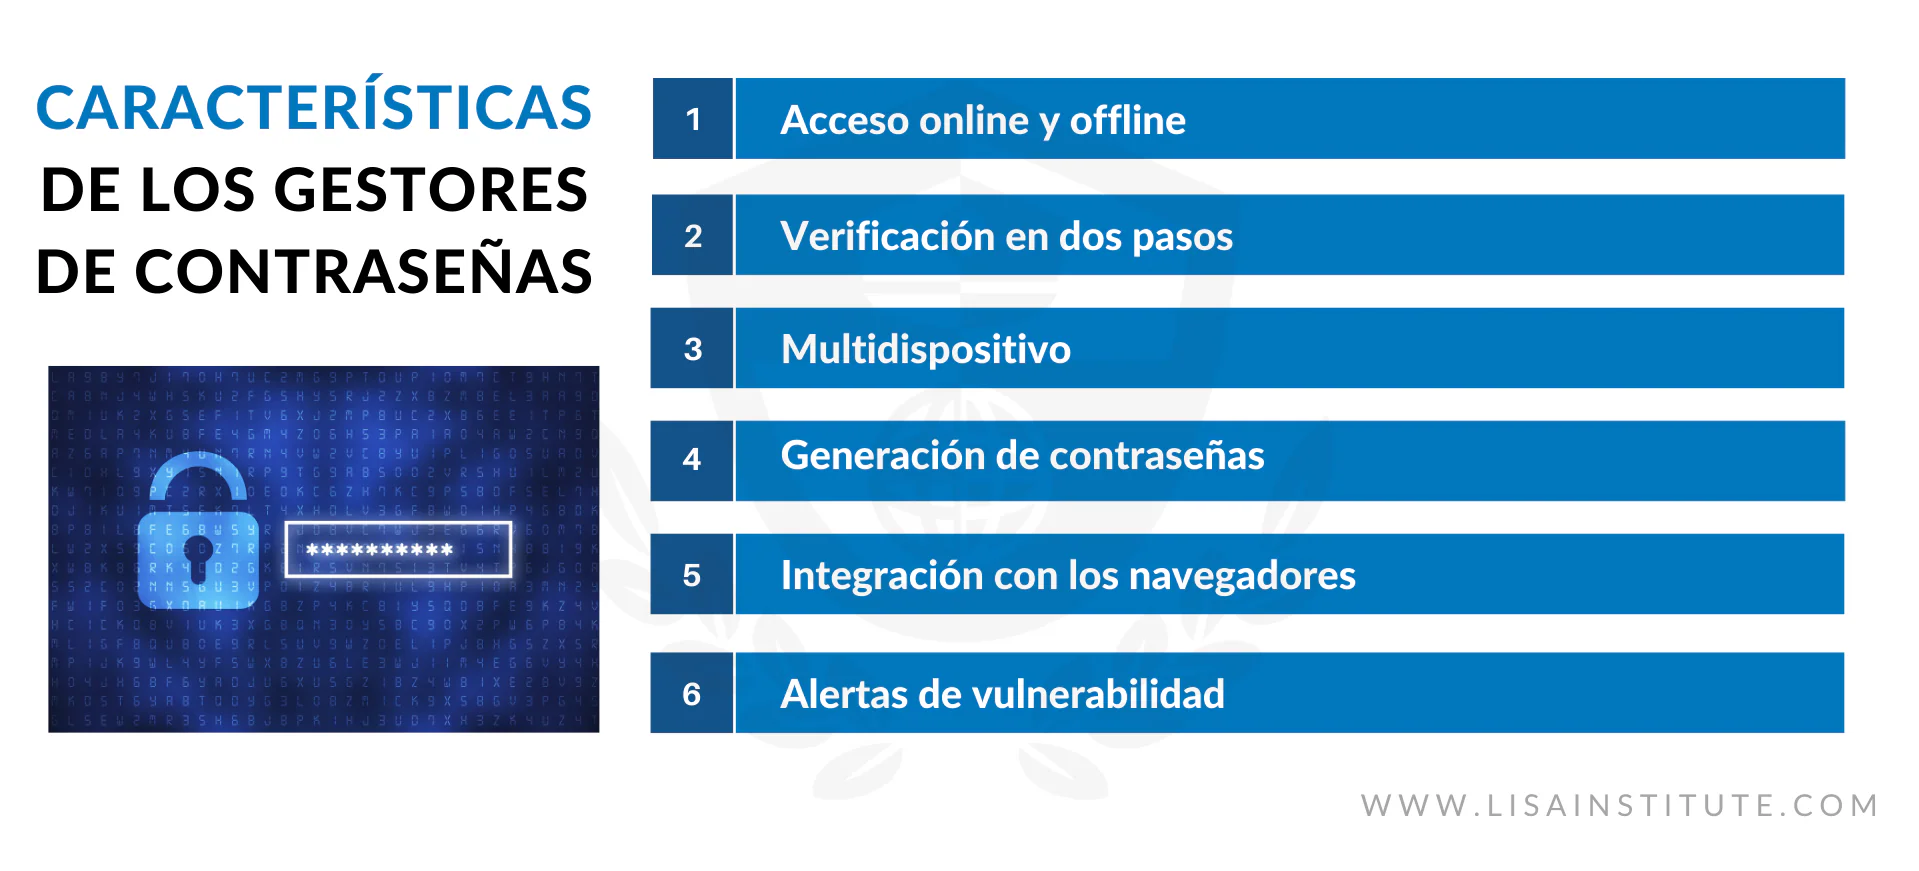 CARACTERÍSTICAS
DE LOS GESTORES
DE CONTRASEÑAS
**********
1 Acceso online y offline
2 Verificación en dos pasos
3 Multidispositivo
4 Generación de contraseñas
5 Integración con los navegadores
6 Alertas de vulnerabilidad
WWW.LISAINSTITUTE.COM